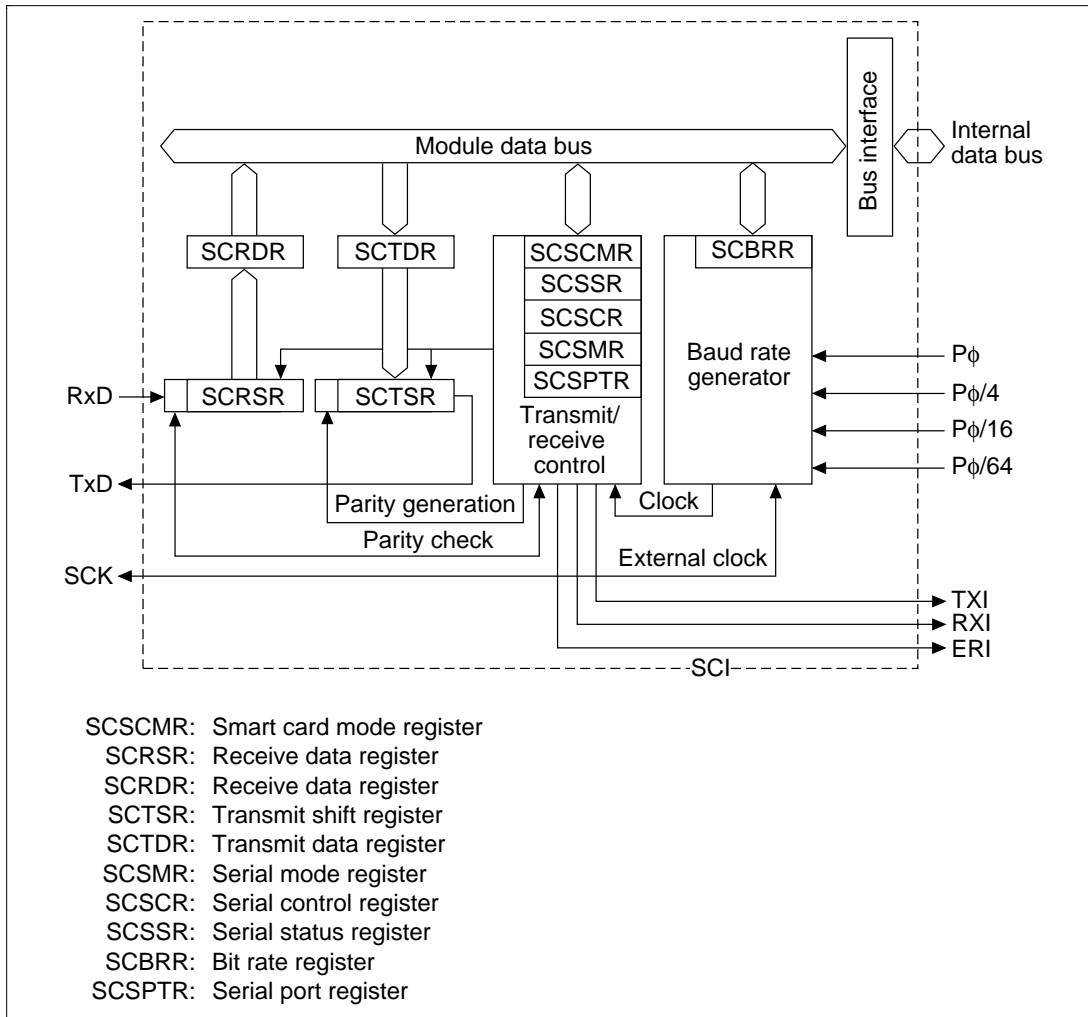 Bus interface
Internal
data bus
Module data bus
SCRDR
SCTDR
SCSCMR
SCSSR
SCSCR
SCSMR
SCSPTR
Transmit/
receive
control
SCBRR
Baud rate
generator
Pϕ
Pϕ/4
Pϕ/16
Pϕ/64
RxD
SCRSR
SCTSR
TxD
Parity generation
Clock
Parity check
External clock
SCK
TXI
RXI
ERI
SCI
SCSCMR: Smart card mode register
SCRSR: Receive data register
SCRDR: Receive data register
SCTSR: Transmit shift register
SCTDR: Transmit data register
SCSMR: Serial mode register
SCSCR: Serial control register
SCSSR: Serial status register
SCBRR: Bit rate register
SCSPTR: Serial port register